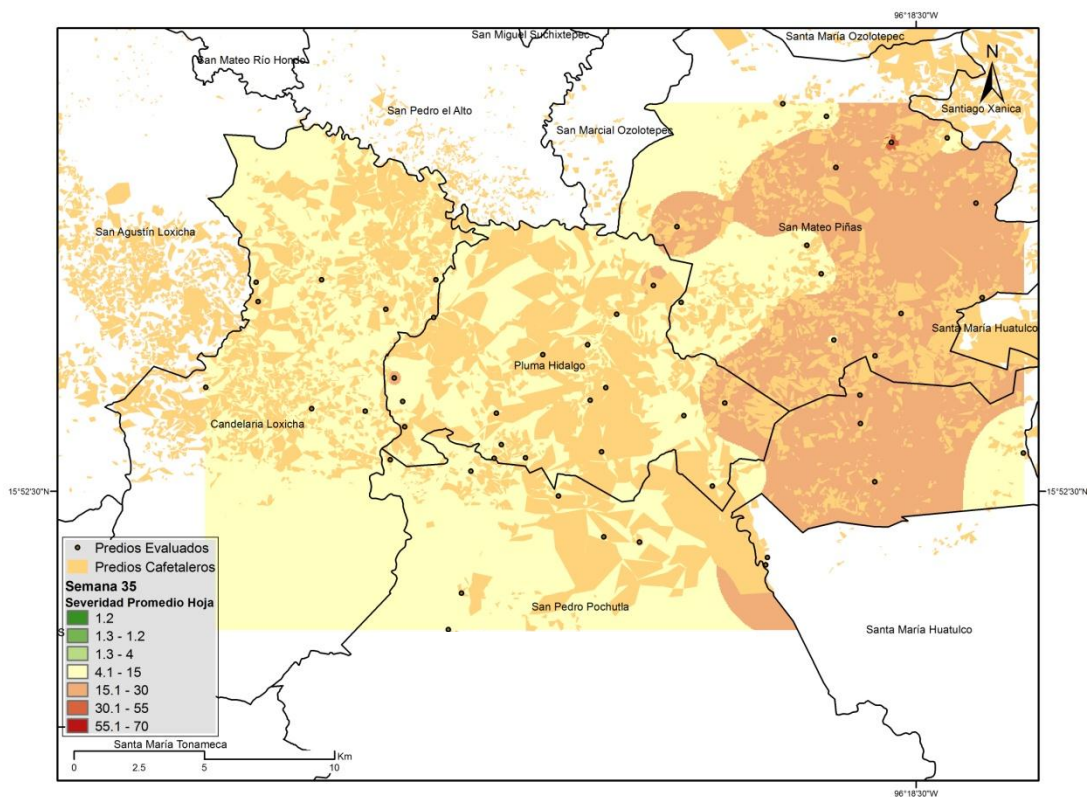 96°18'30"W
San Miguel Suchixtepec
Santa María Ozolotepec
San Mateo Río Hondo
N
San Pedro el Alto
Santiago Xanica
San Marcial Ozolotepec
San Agustín Loxicha
San Mateo Piñas
Santa María Huatulco
Pluma Hidalgo
Candelaria Loxicha
15°52'30"N
15°52'30"N
Predios Evaluados
Predios Cafetaleros
Semana 35
Severidad Promedio Hoja
1.2
1.3 - 1.2
1.3 - 4
4.1 - 15
15.1 - 30
30.1 - 55
55.1 - 70
San Pedro Pochutla
Santa María Huatulco
Santa María Tonameca
Km
0 2.5 5 10
96°18'30"W